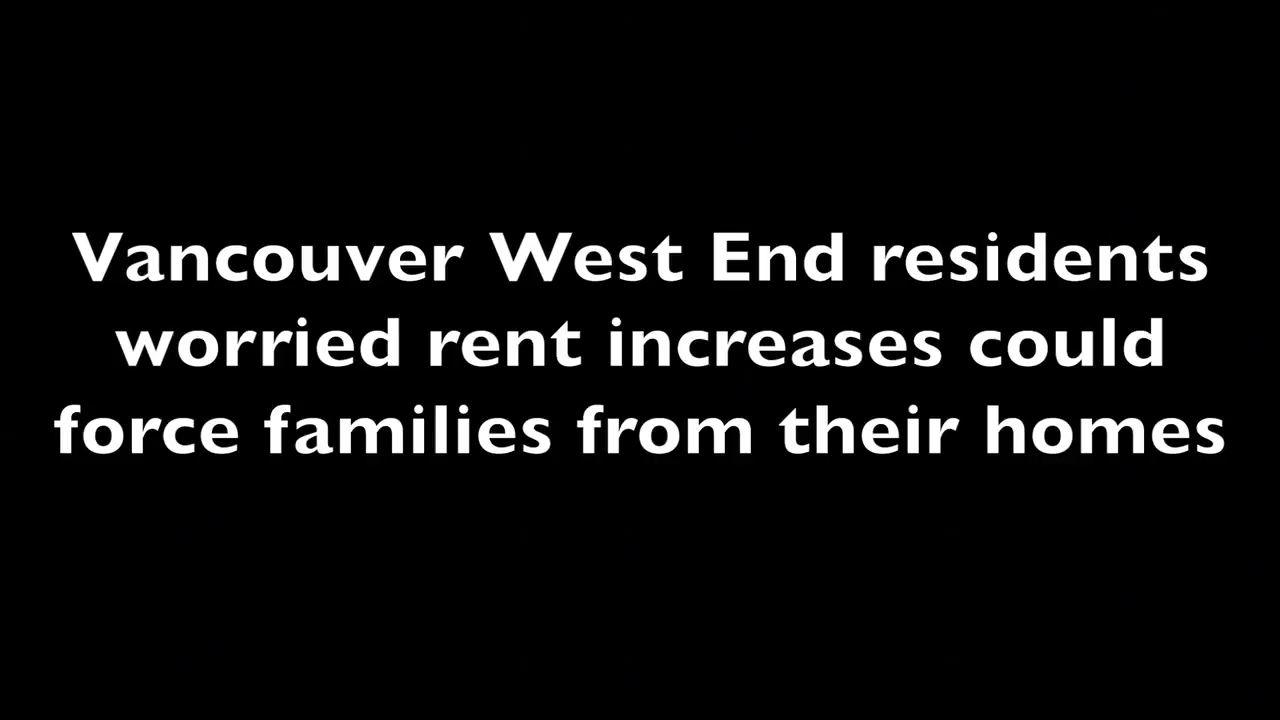 Vancouver West End residents
worried rent increases could
force families from their homes